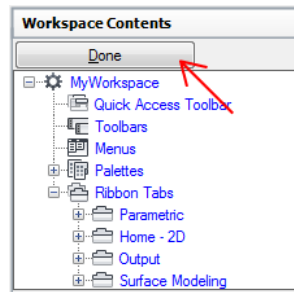 Workspace Contents
Done
MyWorkspace
Quick Access Toolbar
Toolbars
Menus
Palettes
Ribbon Tabs
Parametric
Home - 2D
Output
Surface Modeling